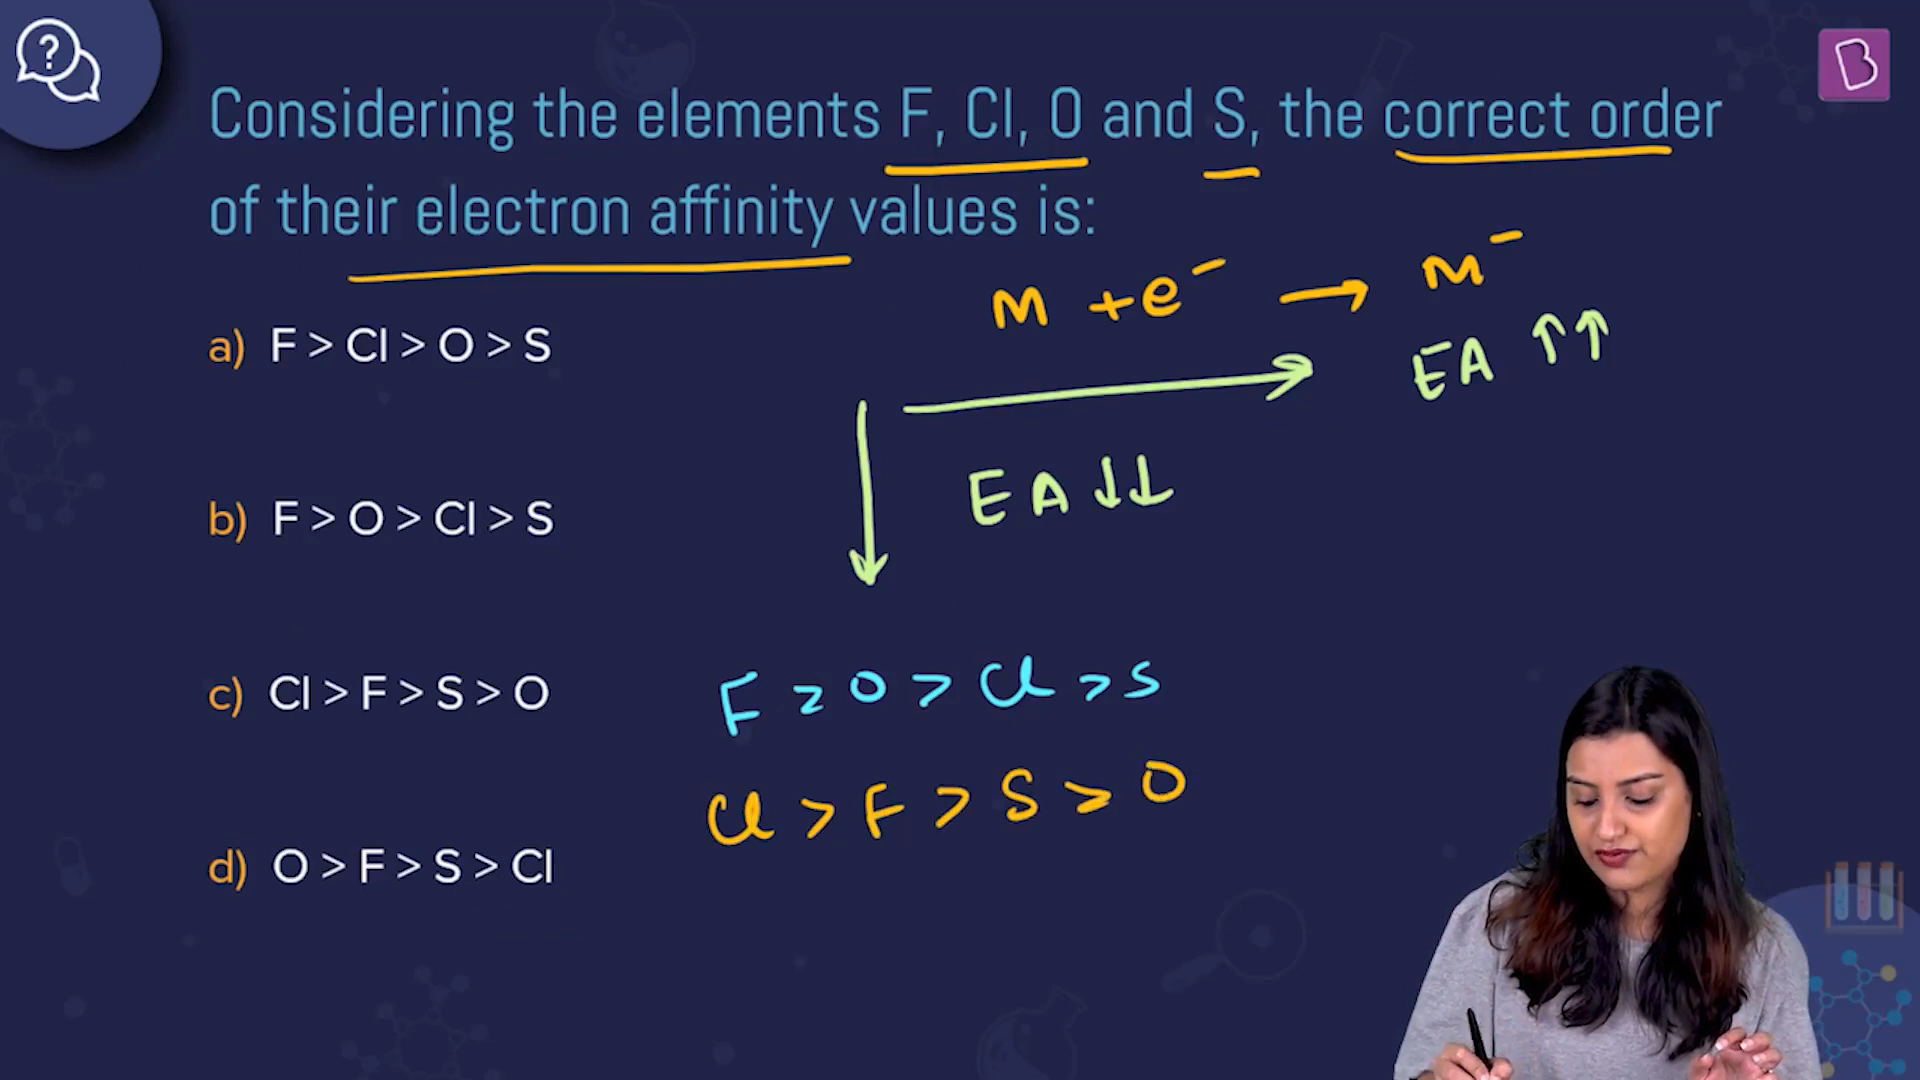 Considering the elements F, Cl, O and S, the correct order
of their electron affinity values is:
M + e⁻ → M⁻
a) F > Cl > O > S
EA ↑↑
EA ↓↓
b) F > O > Cl > S
c) Cl > F > S > O
F > O > Cl > S
Cl > F > S > O
d) O > F > S > Cl